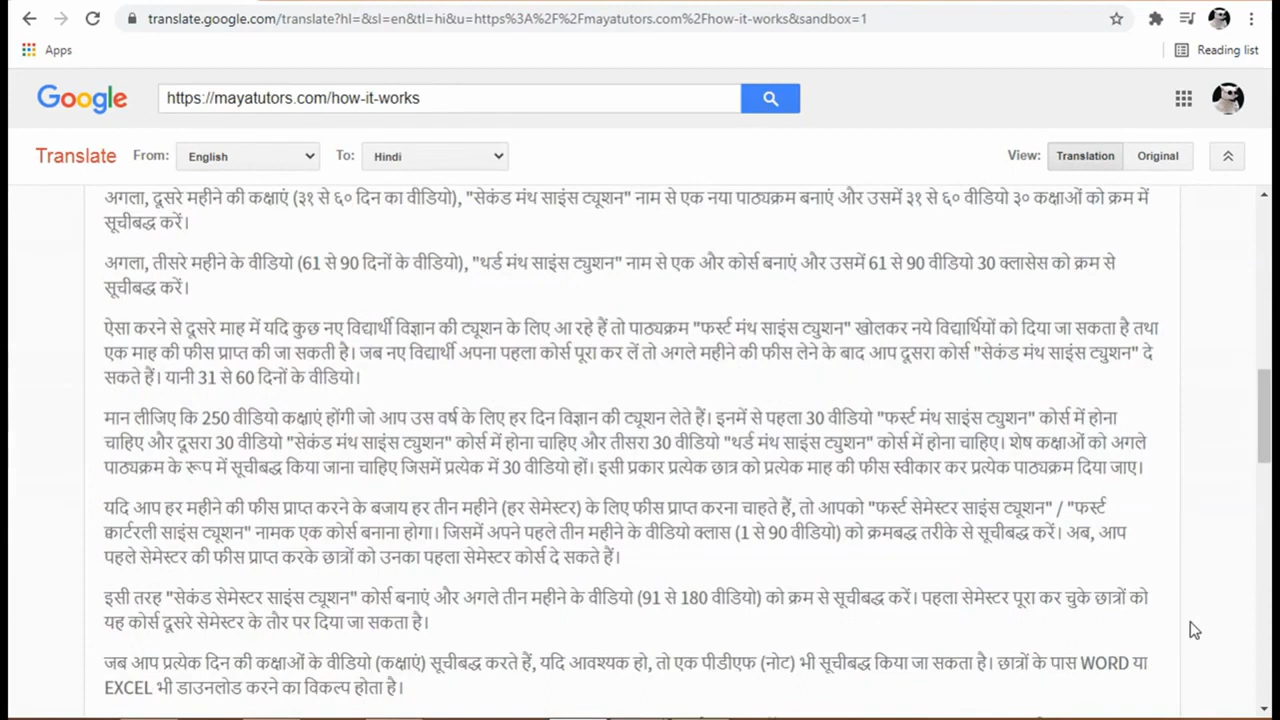 translate.google.com/translate?hl=&sl=en&tl=hi&u=https%3A%2F%2Fmayatutors.com%2Fhow-it-works&sandbox=1
Apps
Reading list
Google
https://mayatutors.com/how-it-works
Translate From: English To: Hindi View: Translation Original
अगला, दूसरे महीने की कक्षाएं (३१ से ६० दिन का वीडियो), "सेकंड मंथ साइंस ट्यूशन" नाम से एक नया पाठ्यक्रम बनाएं और उसमें ३१ से ६० वीडियो ३० कक्षाओं को क्रम में
सूचीबद्ध करें।
अगला, तीसरे महीने के वीडियो (61 से 90 दिनों के वीडियो), "थर्ड मंथ साइंस ट्युशन" नाम से एक और कोर्स बनाएं और उसमें 61 से 90 वीडियो 30 क्लासेस को क्रम से
सूचीबद्ध करें।
ऐसा करने से दूसरे माह में यदि कुछ नए विद्यार्थी विज्ञान की ट्यूशन के लिए आ रहे हैं तो पाठ्यक्रम "फर्स्ट मंथ साइंस ट्युशन" खोलकर नये विद्यार्थियों को दिया जा सकता है तथा
एक माह की फीस प्राप्त की जा सकती है। जब नए विद्यार्थी अपना पहला कोर्स पूरा कर लें तो अगले महीने की फीस लेने के बाद आप दूसरा कोर्स "सेकंड मंथ साइंस ट्युशन" दे
सकते हैं। यानी 31 से 60 दिनों के वीडियो।
मान लीजिए कि 250 वीडियो कक्षाएं होंगी जो आप उस वर्ष के लिए हर दिन विज्ञान की ट्यूशन लेते हैं। इनमें से पहला 30 वीडियो "फर्स्ट मंथ साइंस ट्युशन" कोर्स में होना
चाहिए और दूसरा 30 वीडियो "सेकंड मंथ साइंस ट्युशन" कोर्स में होना चाहिए और तीसरा 30 वीडियो "थर्ड मंथ साइंस ट्युशन" कोर्स में होना चाहिए। शेष कक्षाओं को अगले
पाठ्यक्रम के रूप में सूचीबद्ध किया जाना चाहिए जिसमें प्रत्येक में 30 वीडियो हों। इसी प्रकार प्रत्येक छात्र को प्रत्येक माह की फीस स्वीकार कर प्रत्येक पाठ्यक्रम दिया जाए।
यदि आप हर महीने की फीस प्राप्त करने के बजाय हर तीन महीने (हर सेमेस्टर) के लिए फीस प्राप्त करना चाहते हैं, तो आपको "फर्स्ट सेमेस्टर साइंस ट्यूशन" / "फर्स्ट
क्वार्टरली साइंस ट्यूशन" नामक एक कोर्स बनाना होगा। जिसमें अपने पहले तीन महीने के वीडियो क्लास (1 से 90 वीडियो) को क्रमबद्ध तरीके से सूचीबद्ध करें। अब, आप
पहले सेमेस्टर की फीस प्राप्त करके छात्रों को उनका पहला सेमेस्टर कोर्स दे सकते हैं।
इसी तरह "सेकंड सेमेस्टर साइंस ट्यूशन" कोर्स बनाएं और अगले तीन महीने के वीडियो (91 से 180 वीडियो) को क्रम से सूचीबद्ध करें। पहला सेमेस्टर पूरा कर चुके छात्रों को
यह कोर्स दूसरे सेमेस्टर के तौर पर दिया जा सकता है।
जब आप प्रत्येक दिन की कक्षाओं के वीडियो (कक्षाएं) सूचीबद्ध करते हैं, यदि आवश्यक हो, तो एक पीडीएफ (नोट) भी सूचीबद्ध किया जा सकता है। छात्रों के पास WORD या
EXCEL भी डाउनलोड करने का विकल्प होता है।